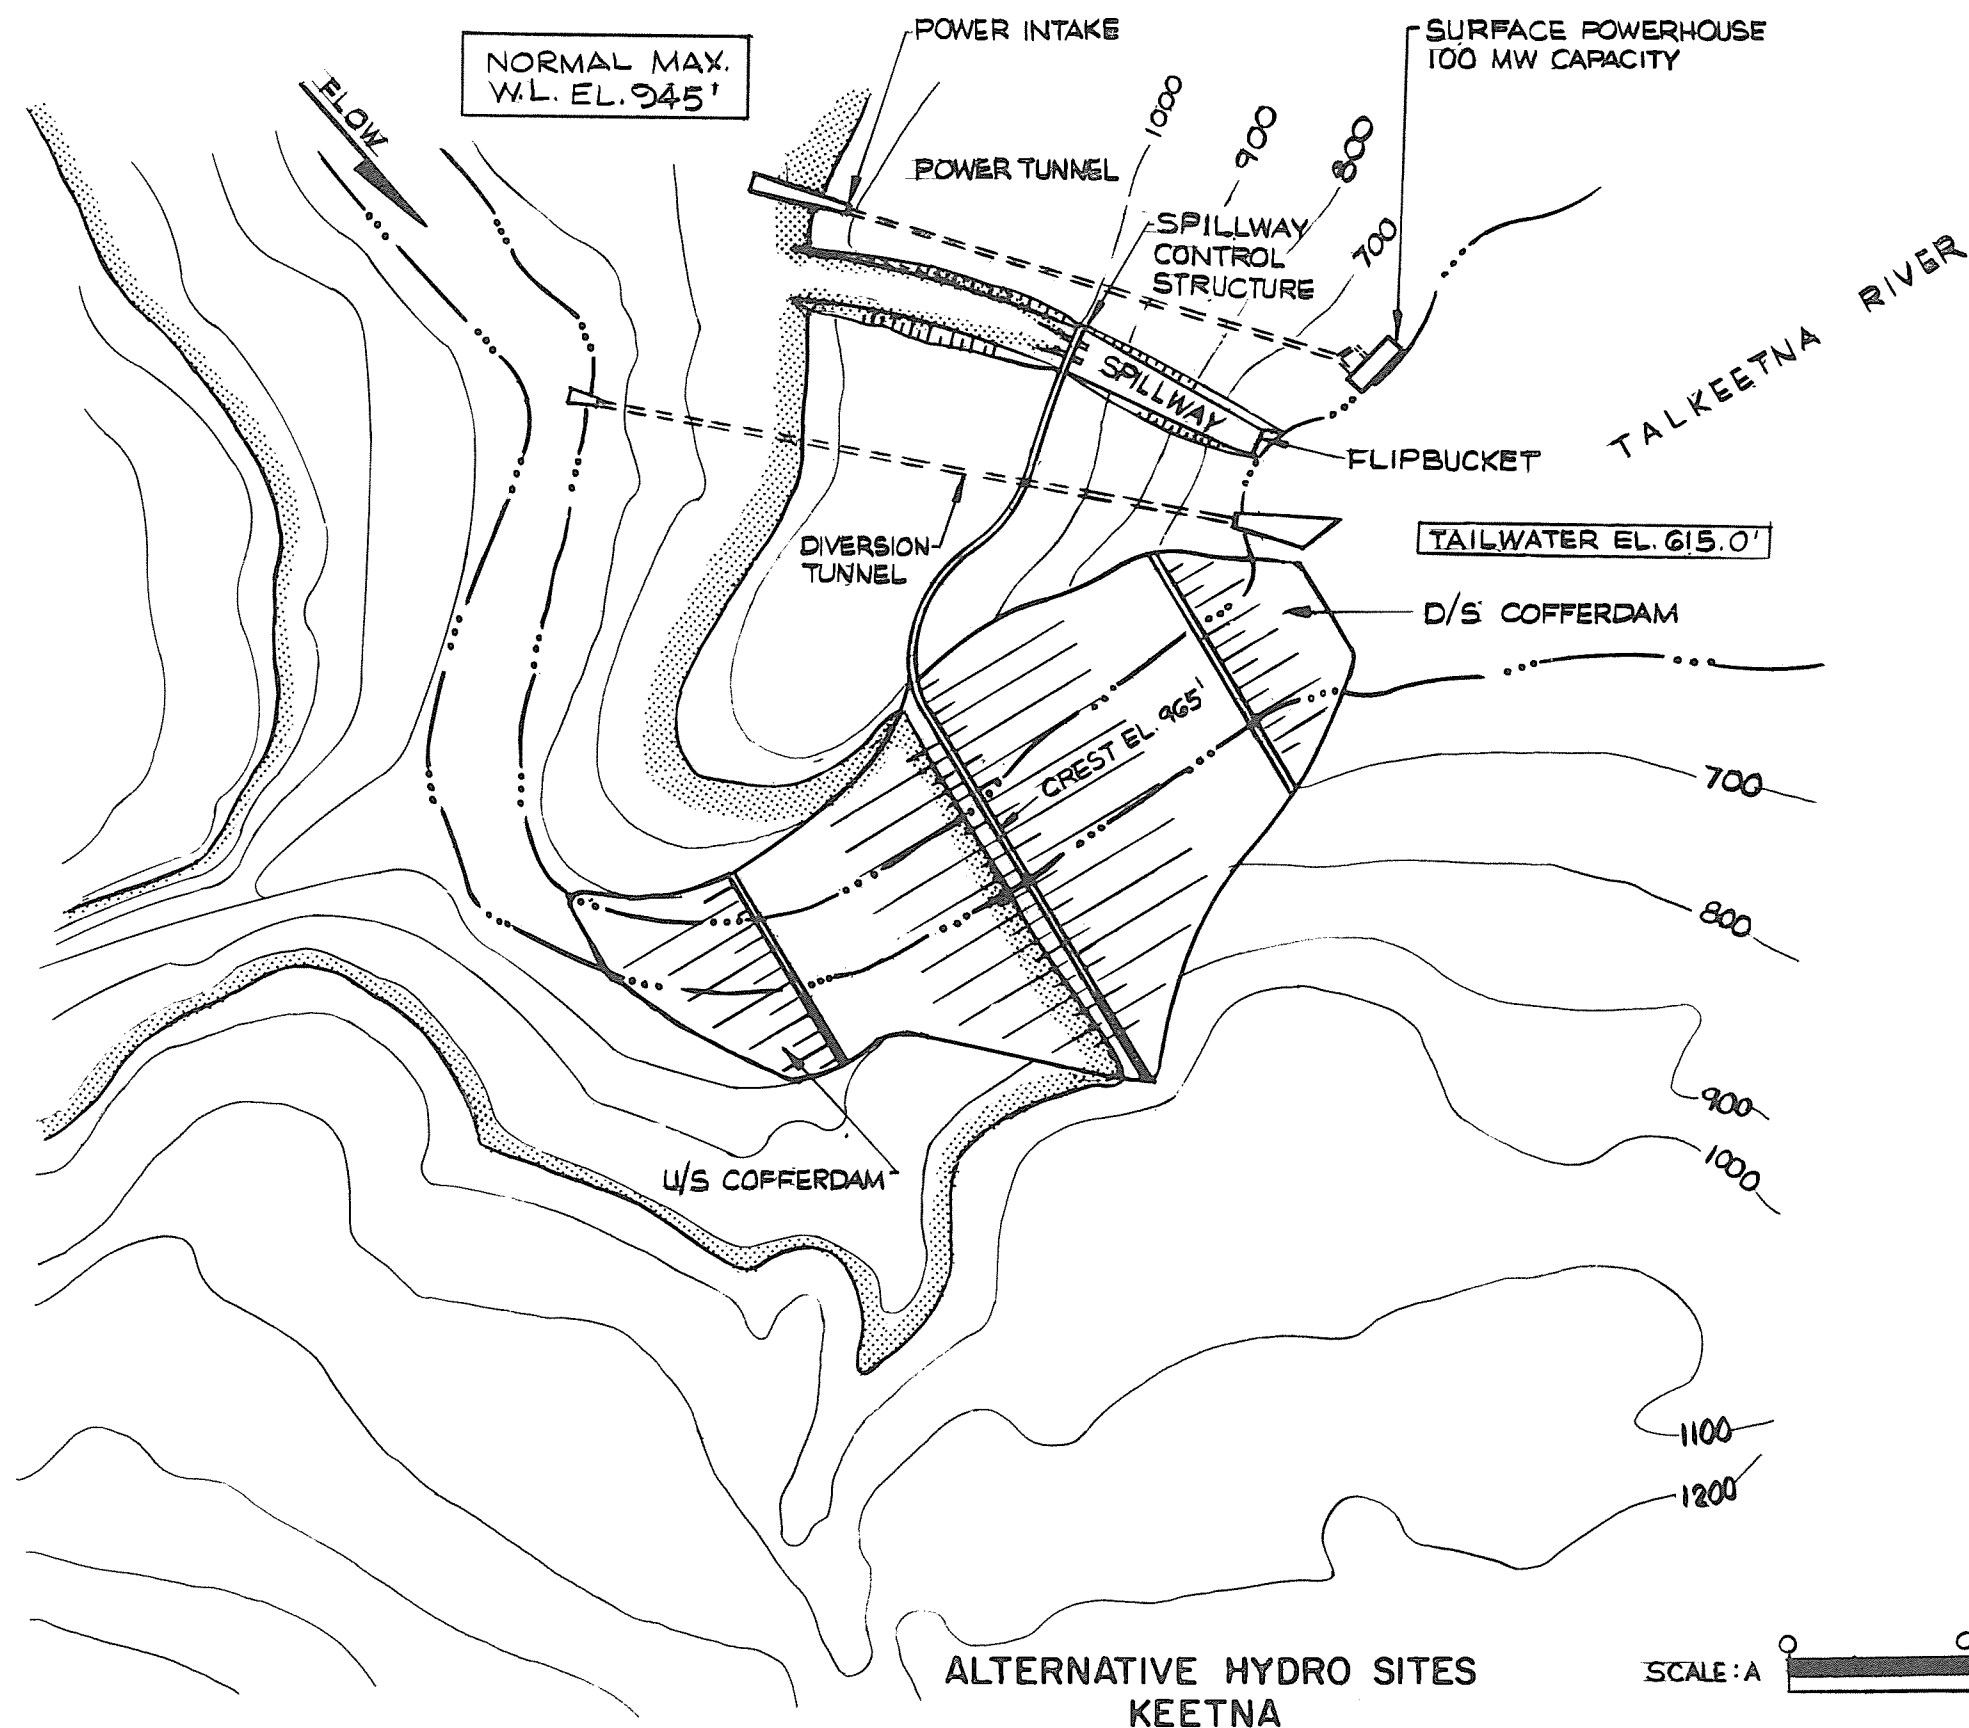 NORMAL MAX.
W.L. EL. 945'
FLOW
POWER INTAKE
SURFACE POWERHOUSE
100 MW CAPACITY
POWER TUNNEL
1000
900
800
700
SPILLWAY
CONTROL
STRUCTURE
TALKEETNA RIVER
SPILLWAY
FLIPBUCKET
DIVERSION
TUNNEL
TAILWATER EL. 615.0'
D/S COFFERDAM
CREST EL. 965'
700
800
900
1000
U/S COFFERDAM
1100
1200
ALTERNATIVE HYDRO SITES
KEETNA
SCALE: A
0